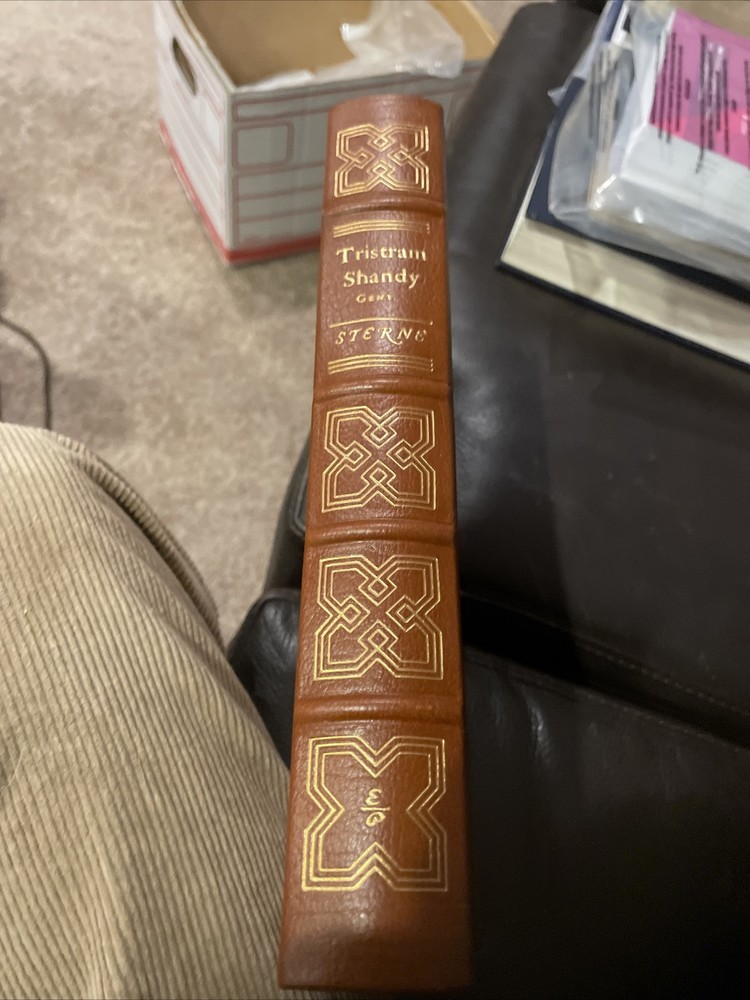 Tristram
Shandy
Gent
STERNE